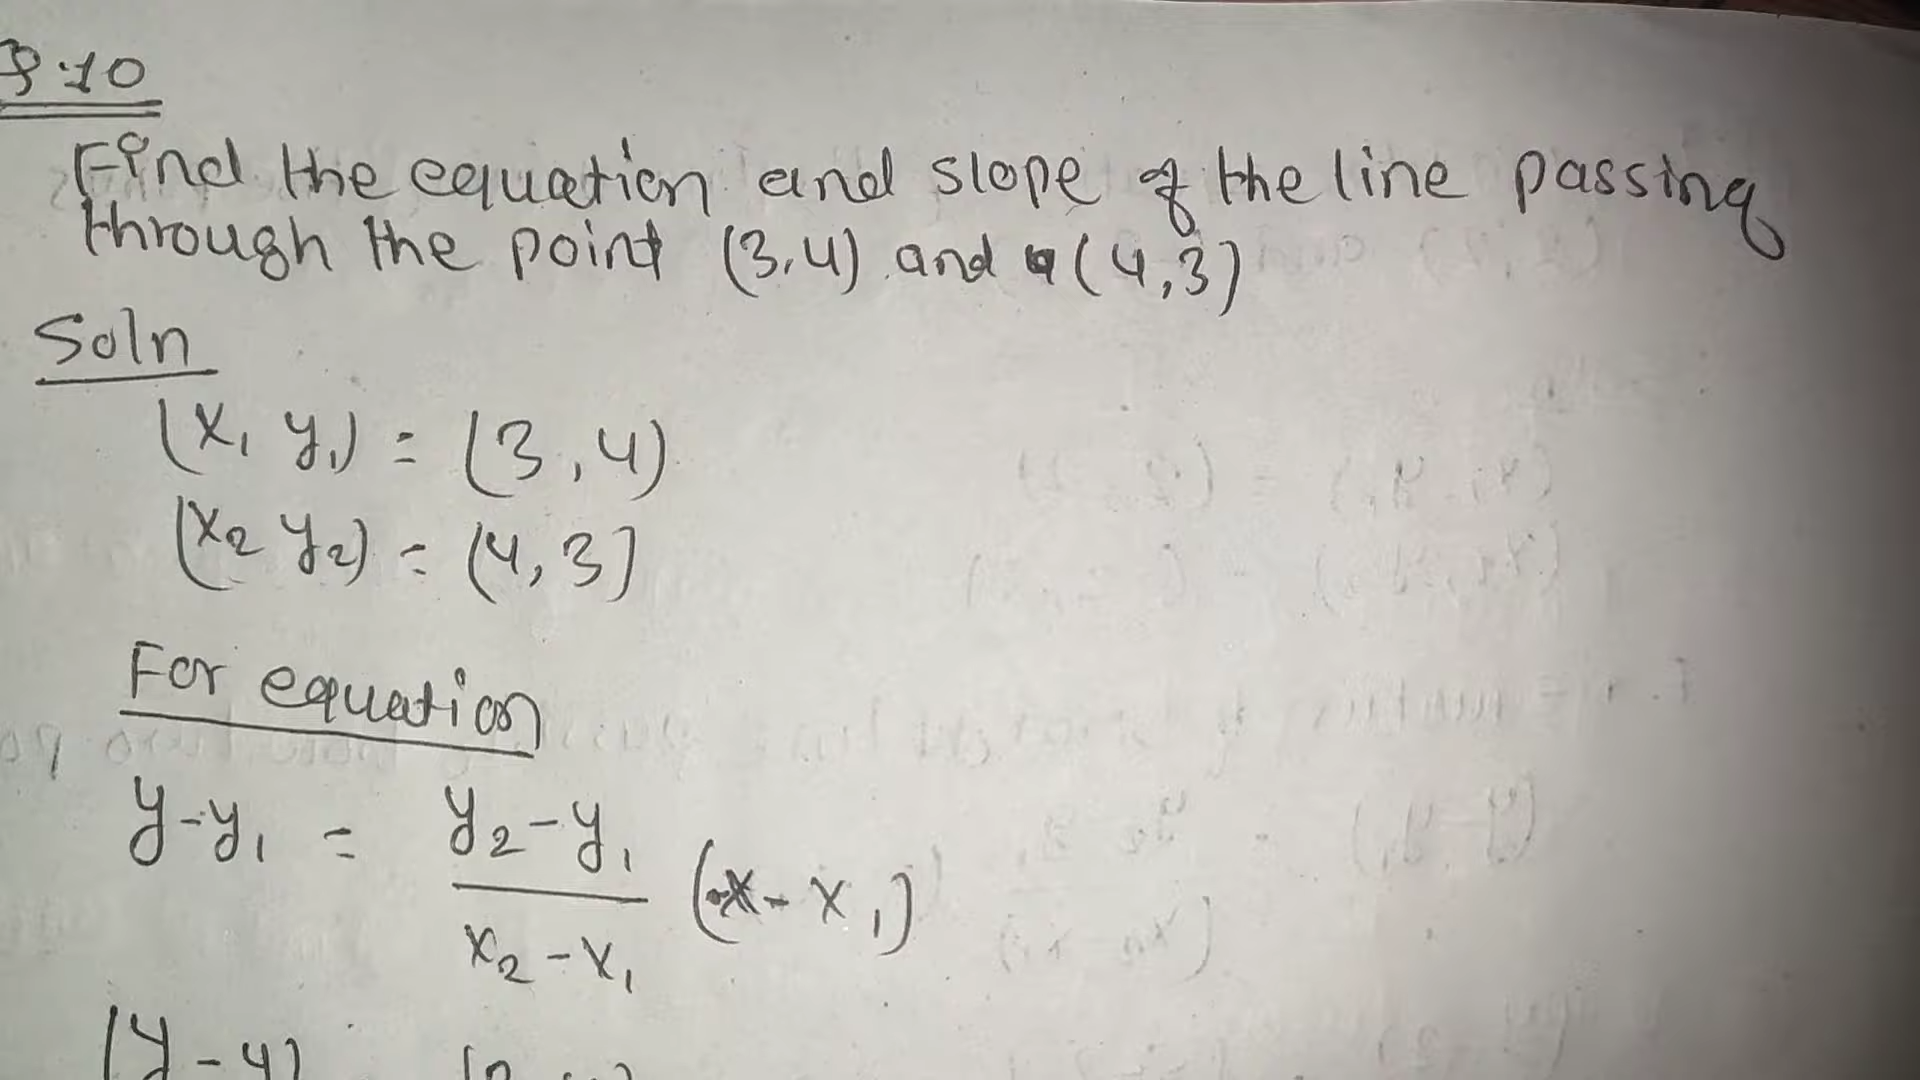 Q.10
Find the equation and slope of the line passing
through the point (3,4) and (4,3)
Soln
(x₁ y₁) = (3,4)
(x₂ y₂) = (4,3)
For equation
y-y₁ = y₂-y₁ / x₂-x₁ (x-x₁)
(y-4)